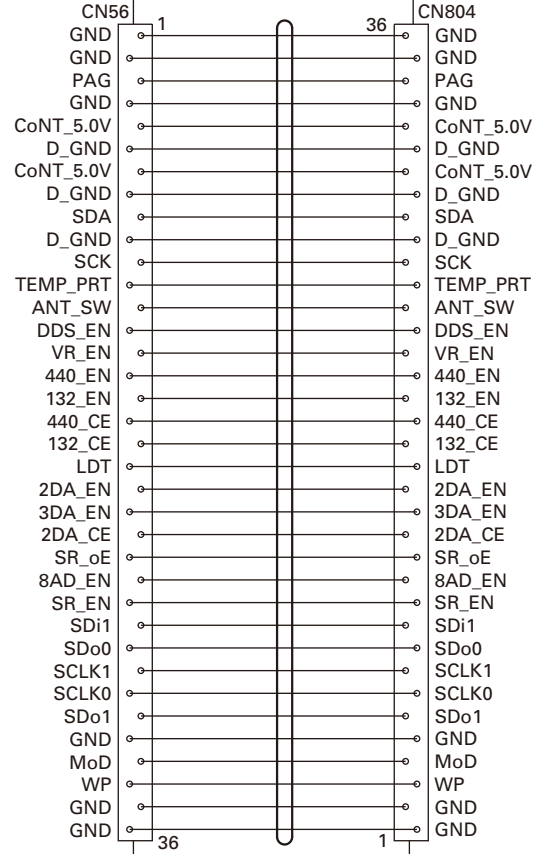 CN56 CN804
1 36
GND GND
GND GND
PAG PAG
GND GND
CoNT_5.0V CoNT_5.0V
D_GND D_GND
CoNT_5.0V CoNT_5.0V
D_GND D_GND
SDA SDA
D_GND D_GND
SCK SCK
TEMP_PRT TEMP_PRT
ANT_SW ANT_SW
DDS_EN DDS_EN
VR_EN VR_EN
440_EN 440_EN
132_EN 132_EN
440_CE 440_CE
132_CE 132_CE
LDT LDT
2DA_EN 2DA_EN
3DA_EN 3DA_EN
2DA_CE 2DA_CE
SR_oE SR_oE
8AD_EN 8AD_EN
SR_EN SR_EN
SDi1 SDi1
SDo0 SDo0
SCLK1 SCLK1
SCLK0 SCLK0
SDo1 SDo1
GND GND
MoD MoD
WP WP
GND GND
GND GND
36 1